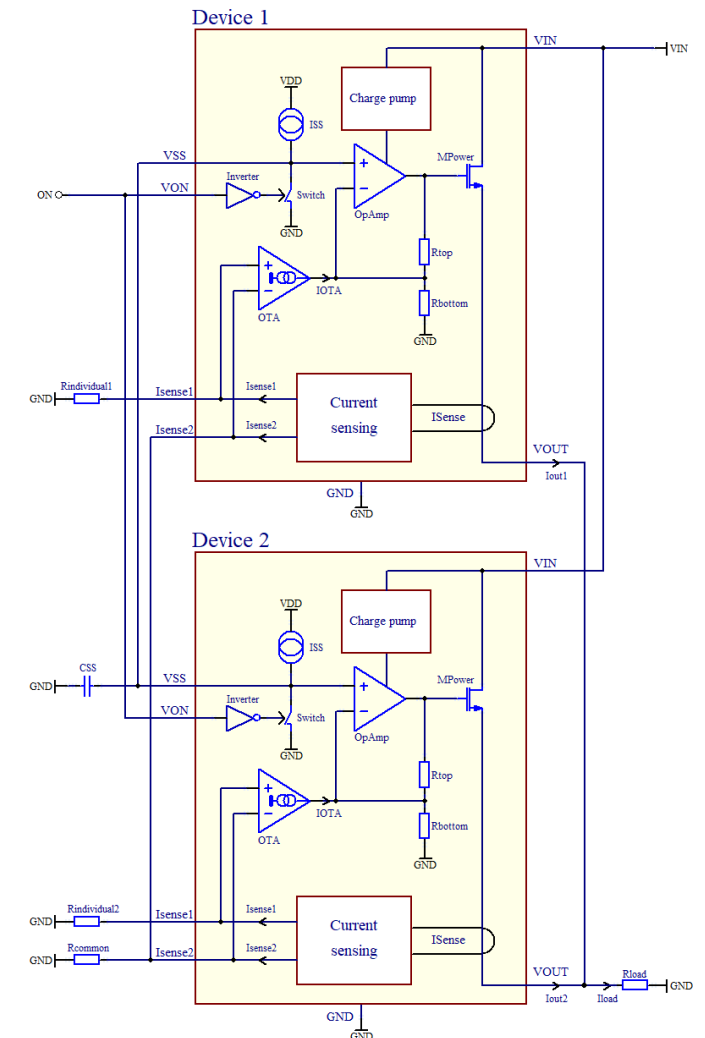 Device 1
VIN
VIN
VDD
Charge pump
ISS
VSS
MPower
Inverter
+
ON
VON
Switch
−
OpAmp
GND
Rtop
+
−
IOTA
OTA
Rbottom
GND
Rindividual1
GND
Isense1
Isense1
Current
sensing
ISense
Isense2
Isense2
VOUT
Iout1
GND
GND
Device 2
VIN
VDD
Charge pump
ISS
CSS
GND
VSS
MPower
Inverter
+
VON
Switch
−
OpAmp
GND
Rtop
+
−
IOTA
OTA
Rbottom
GND
Rindividual2
GND
Isense1
Isense1
Current
sensing
ISense
Rcommon
GND
Isense2
Isense2
VOUT
Rload
GND
Iout2
Iload
GND
GND